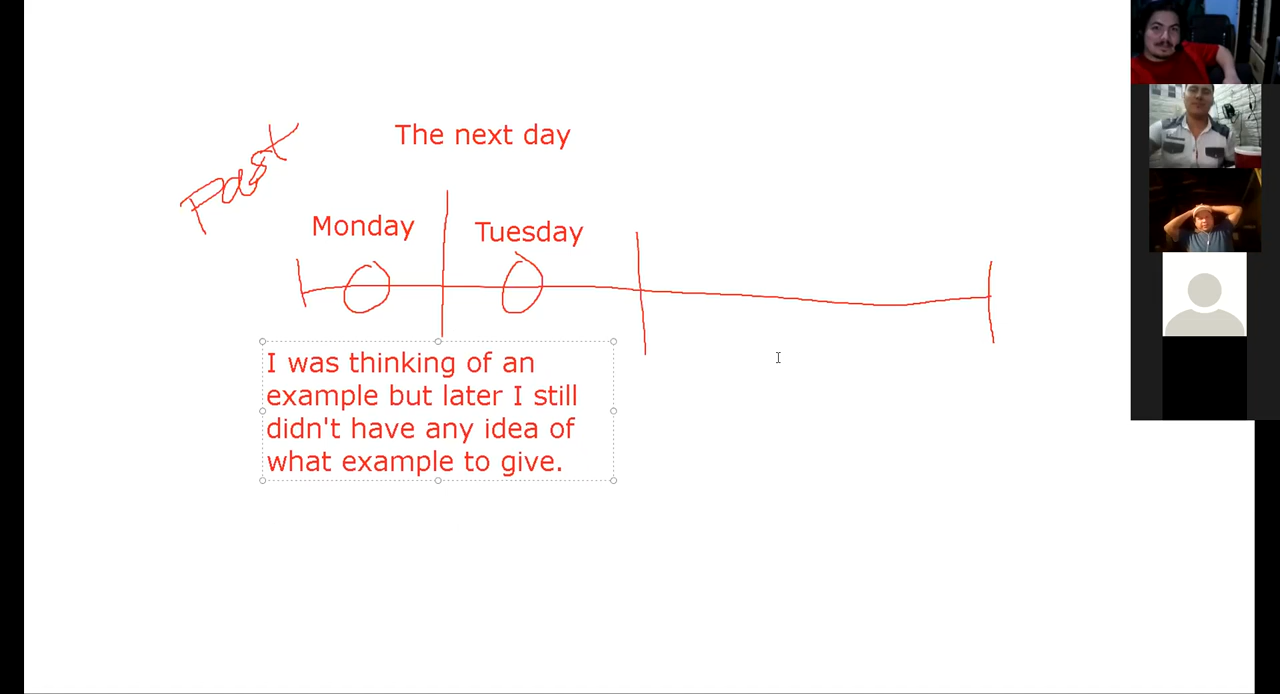 Past
The next day
Monday
Tuesday
I was thinking of an
example but later I still
didn't have any idea of
what example to give.